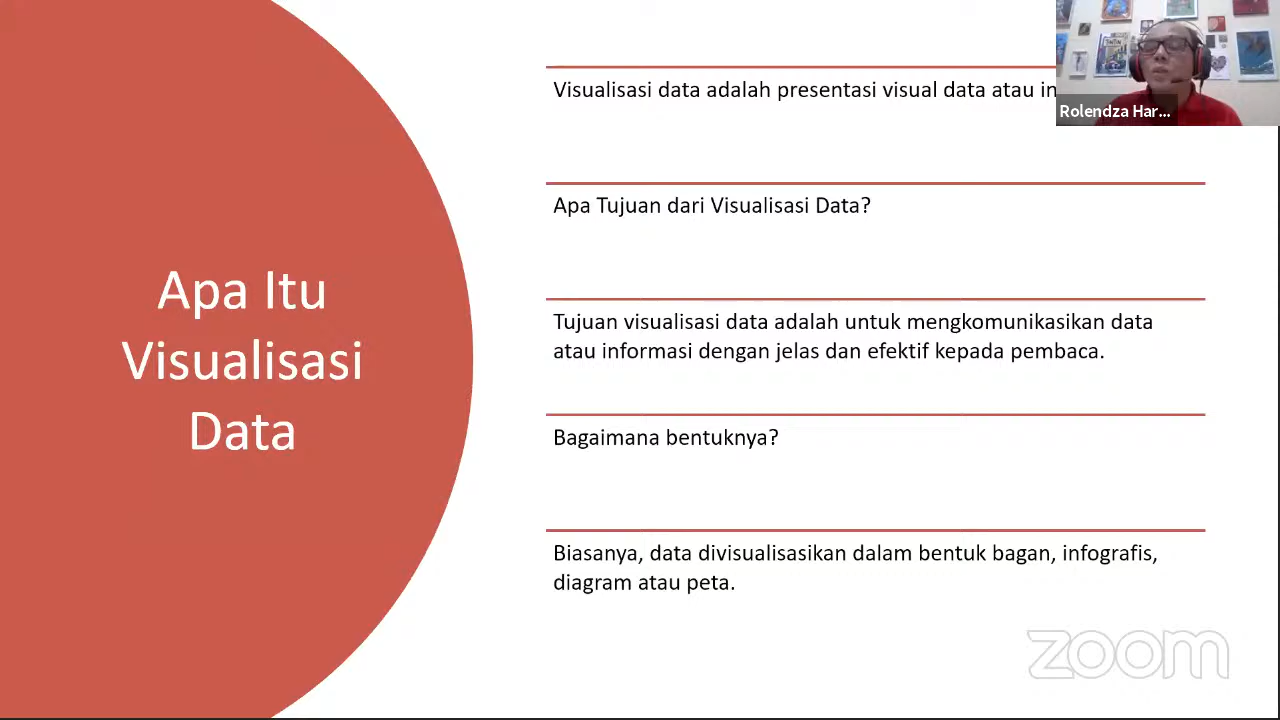 Apa Itu
Visualisasi
Data
Visualisasi data adalah presentasi visual data atau
Rolendza Har...
Apa Tujuan dari Visualisasi Data?
Tujuan visualisasi data adalah untuk mengkomunikasikan data
atau informasi dengan jelas dan efektif kepada pembaca.
Bagaimana bentuknya?
Biasanya, data divisualisasikan dalam bentuk bagan, infografis,
diagram atau peta.
zoom